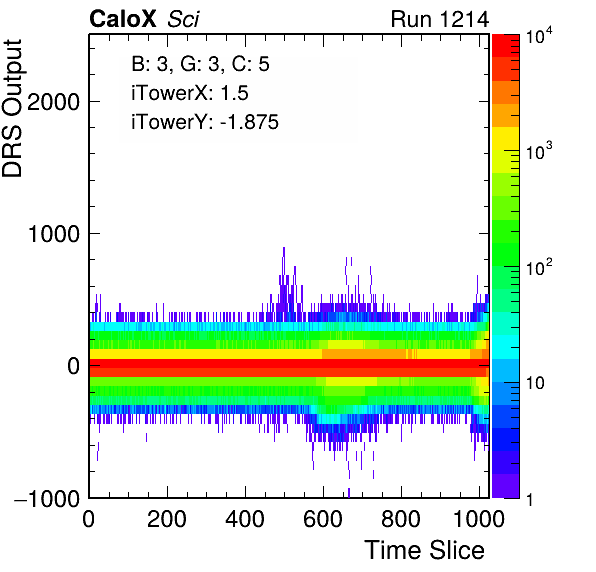 CaloX Sci Run 1214
DRS Output
B: 3, G: 3, C: 5
iTowerX: 1.5
iTowerY: -1.875
2000
1000
0
−1000
0 200 400 600 800 1000
Time Slice
10^4
10^3
10^2
10
1